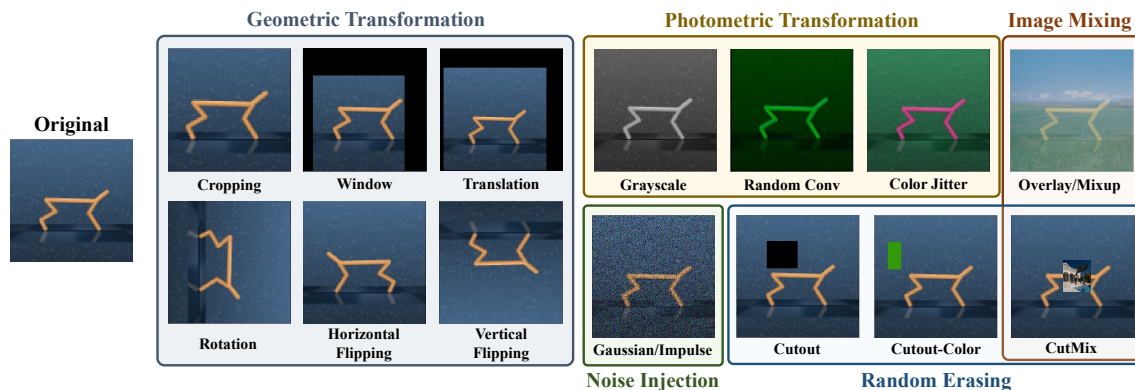 Geometric Transformation
Photometric Transformation
Image Mixing
Original
Cropping
Window
Translation
Grayscale
Random Conv
Color Jitter
Overlay/Mixup
Rotation
Horizontal
Flipping
Vertical
Flipping
Gaussian/Impulse
Cutout
Cutout-Color
CutMix
Noise Injection
Random Erasing